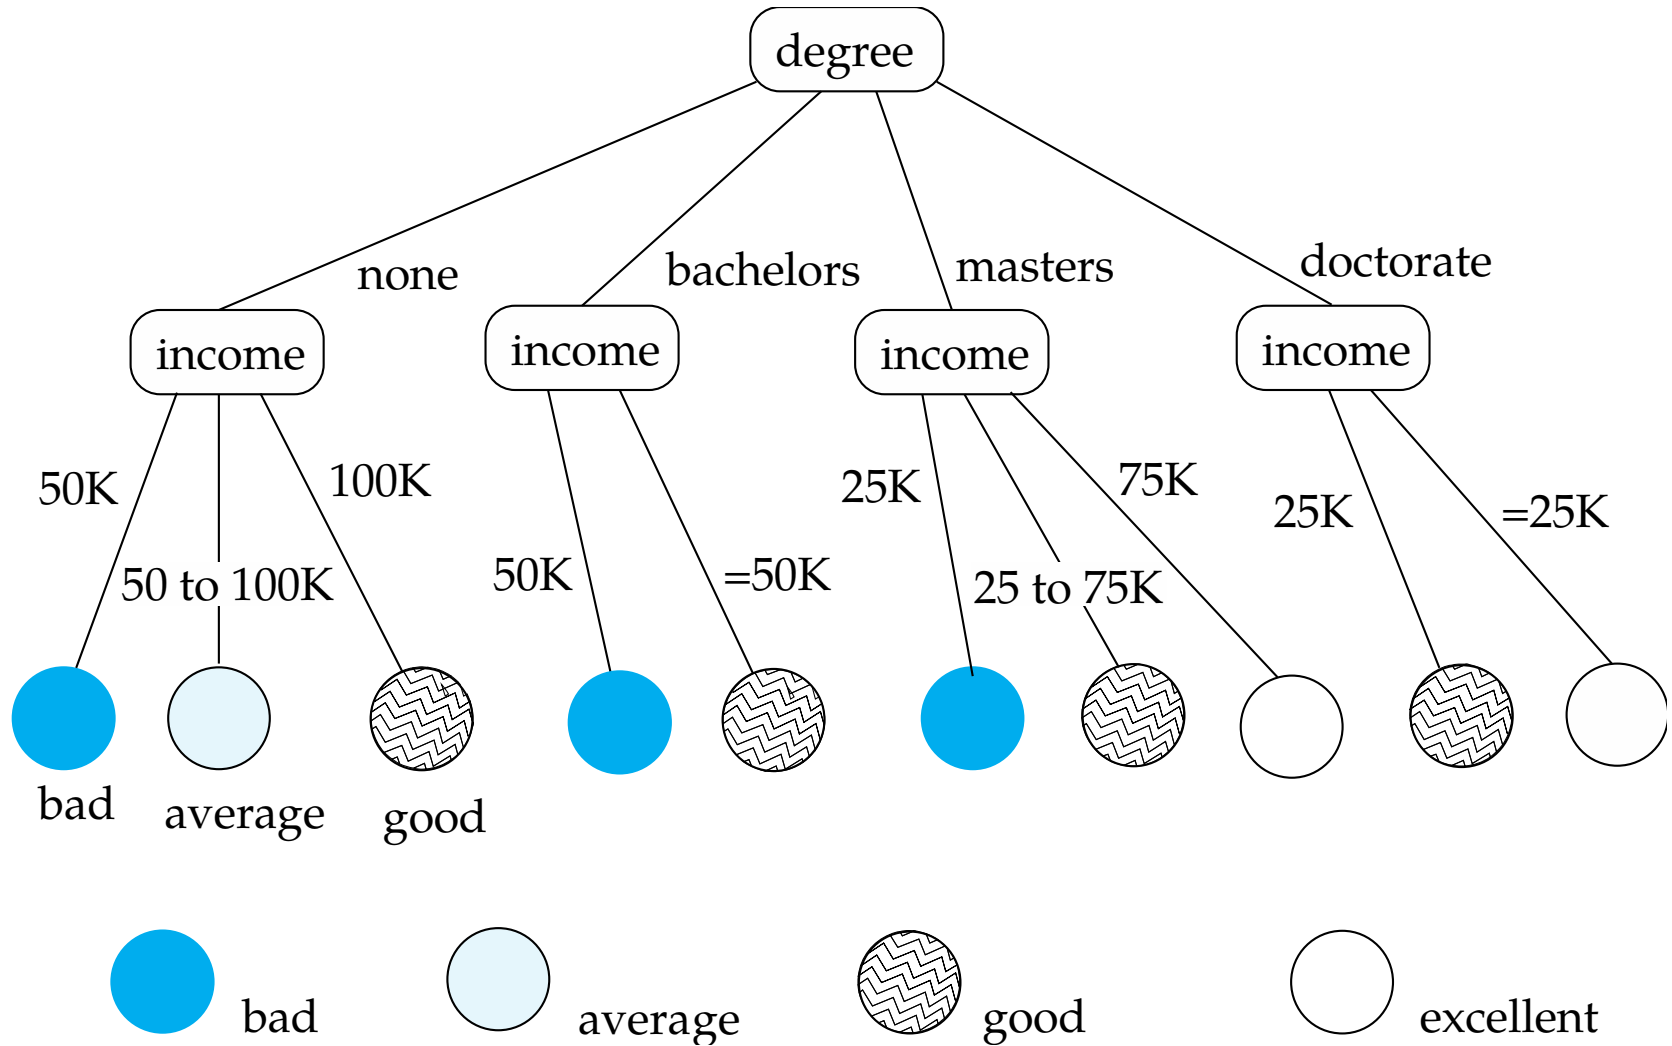 degree
none
bachelors
masters
doctorate
income
income
income
income
50K
50 to 100K
100K
50K
=50K
25K
25 to 75K
75K
25K
=25K
bad
average
good
bad
average
good
excellent